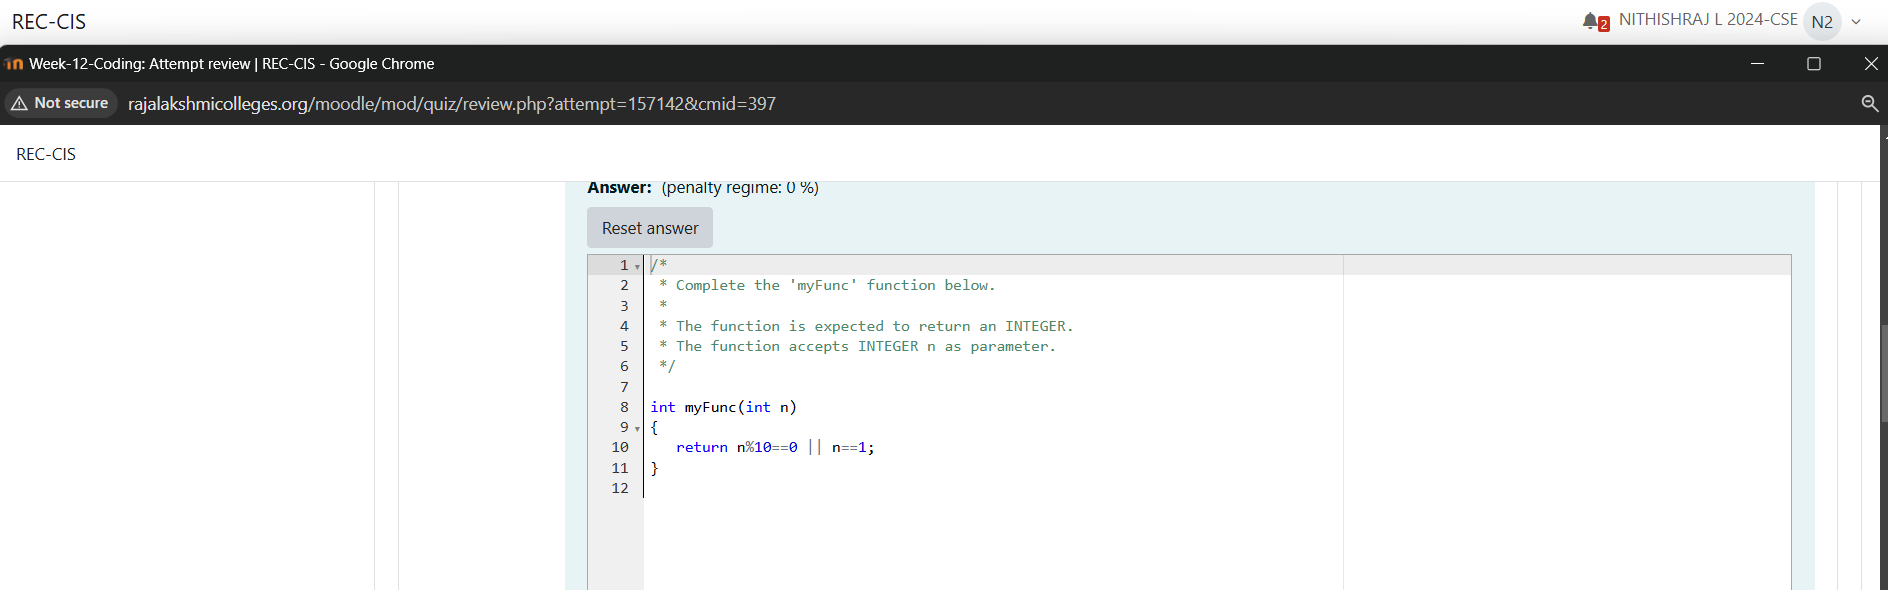 REC-CIS
2 NITHISHRAJ L 2024-CSE N2
Week-12-Coding: Attempt review | REC-CIS - Google Chrome
Not secure rajalakshmicolleges.org/moodle/mod/quiz/review.php?attempt=157142&cmid=397
REC-CIS
Answer: (penalty regime: 0 %)
Reset answer
1 /*
2 * Complete the 'myFunc' function below.
3 *
4 * The function is expected to return an INTEGER.
5 * The function accepts INTEGER n as parameter.
6 */
7
8 int myFunc(int n)
9 {
10 return n%10==0 || n==1;
11 }
12